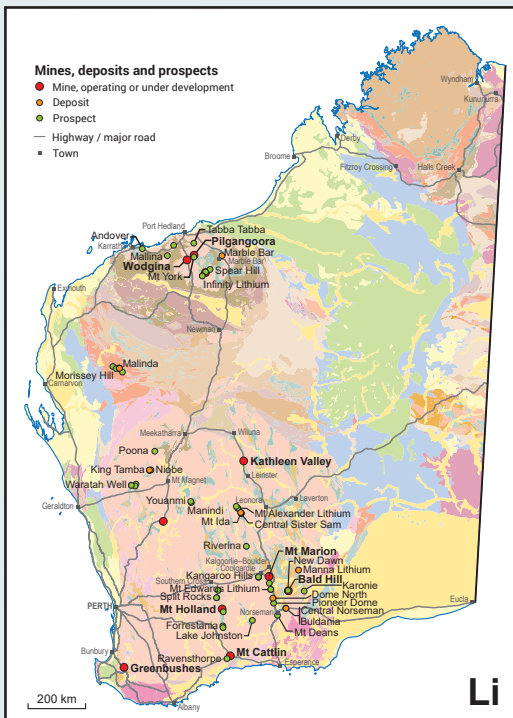 Mines, deposits and prospects
Mine, operating or under development
Deposit
Prospect
Highway / major road
Town
Wyndham
Kununurra
Derby
Broome
Fitzroy Crossing
Halls Creek
Port Hedland
Tabba Tabba
Andover
Karratha
Pilgangoora
Mallina
Marble Bar
Marble Bar
Wodgina
Mt York
Spear Hill
Infinity Lithium
Exmouth
Newman
Malinda
Morissey Hill
Carnarvon
Meekatharra
Wiluna
Poona
Kathleen Valley
King Tamba
Niobe
Leinster
Mt Magnet
Waratah Well
Youanmi
Leonora
Laverton
Geraldton
Manindi
Mt Alexander Lithium
Mt Ida
Central Sister Sam
Riverina
Mt Marion
Kalgoorlie–Boulder
Coolgardie
New Dawn
Kangaroo Hills
Manna Lithium
Southern Cross
Bald Hill
Mt Edwards Lithium
Karonie
Split Rocks
Dome North
PERTH
Mt Holland
Pioneer Dome
Norseman
Central Norseman
Eucla
Forrestania
Buldania
Lake Johnston
Mt Deans
Bunbury
Mt Cattlin
Ravensthorpe
Greenbushes
Esperance
Albany
200 km
Li